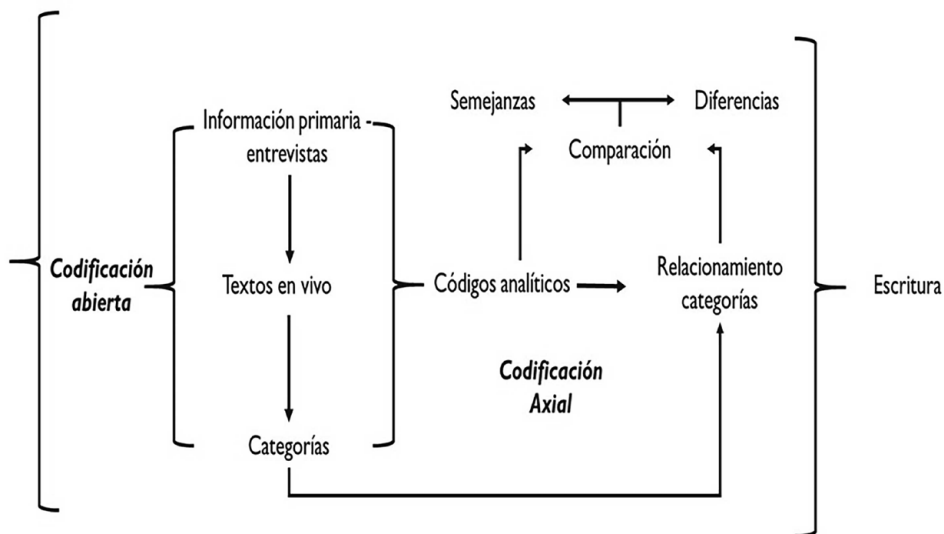 Semejanzas
Diferencias
Información primaria -
entrevistas
Comparación
Codificación
abierta
Textos en vivo
Códigos analíticos
Relacionamiento
categorías
Escritura
Codificación
Axial
Categorías